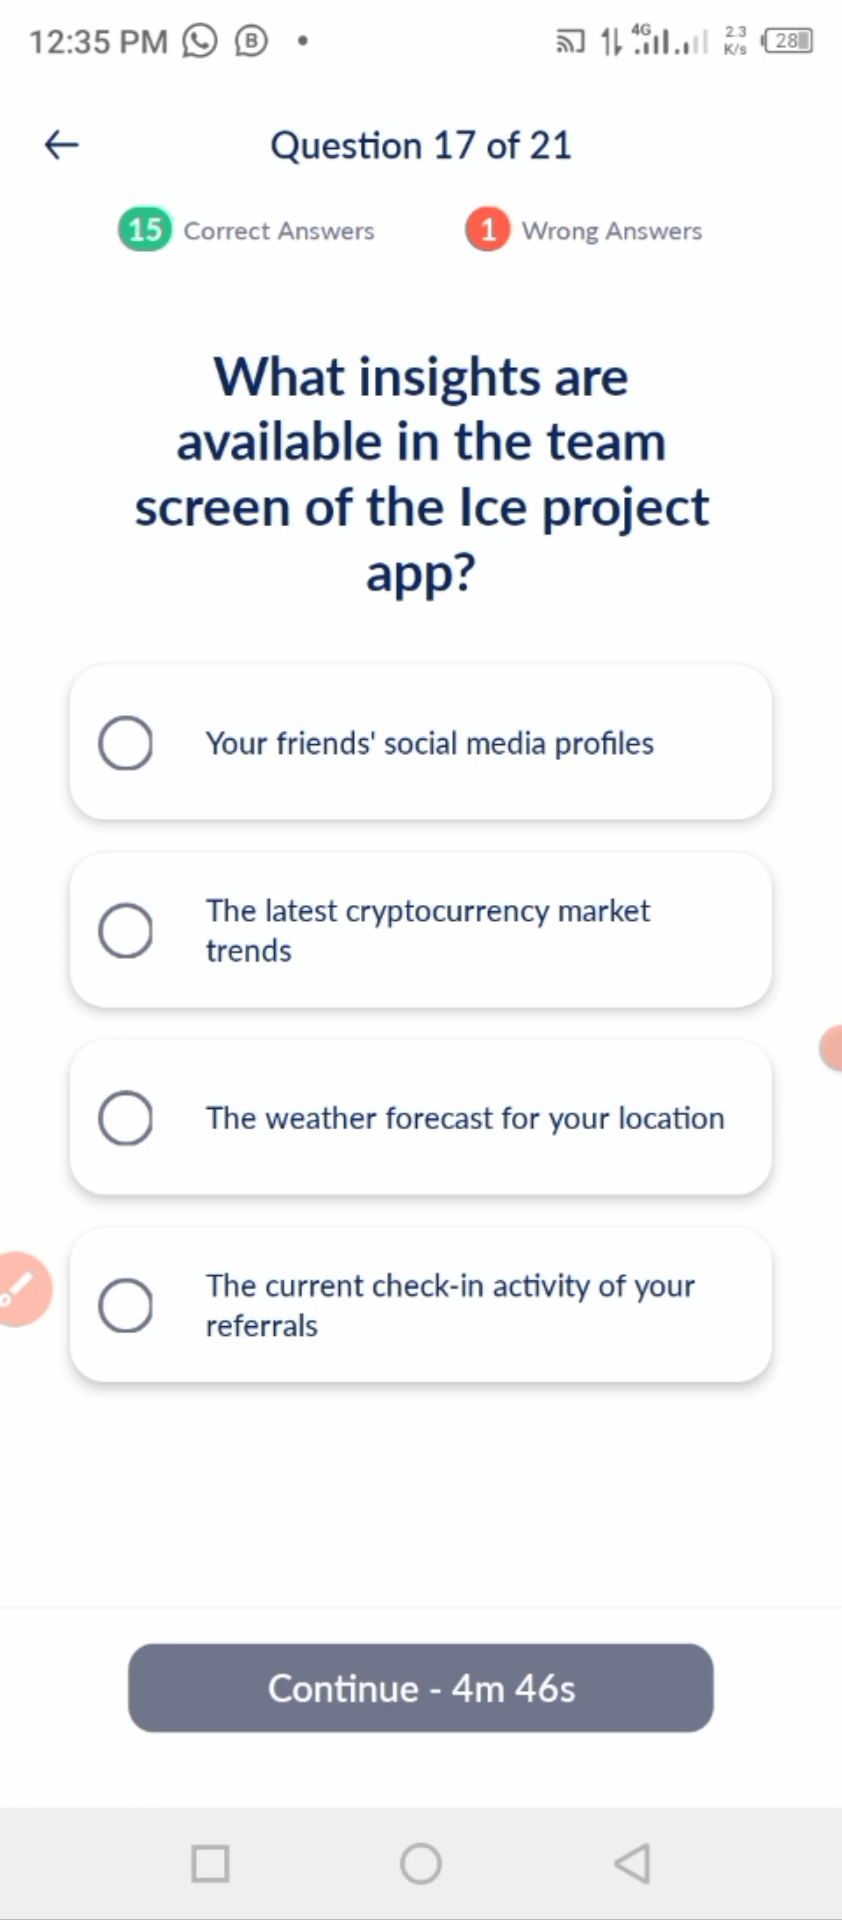 12:35 PM B 4G 2.3 K/s 28
Question 17 of 21
15 Correct Answers 1 Wrong Answers
What insights are
available in the team
screen of the Ice project
app?
Your friends' social media profiles
The latest cryptocurrency market
trends
The weather forecast for your location
The current check-in activity of your
referrals
Continue - 4m 46s